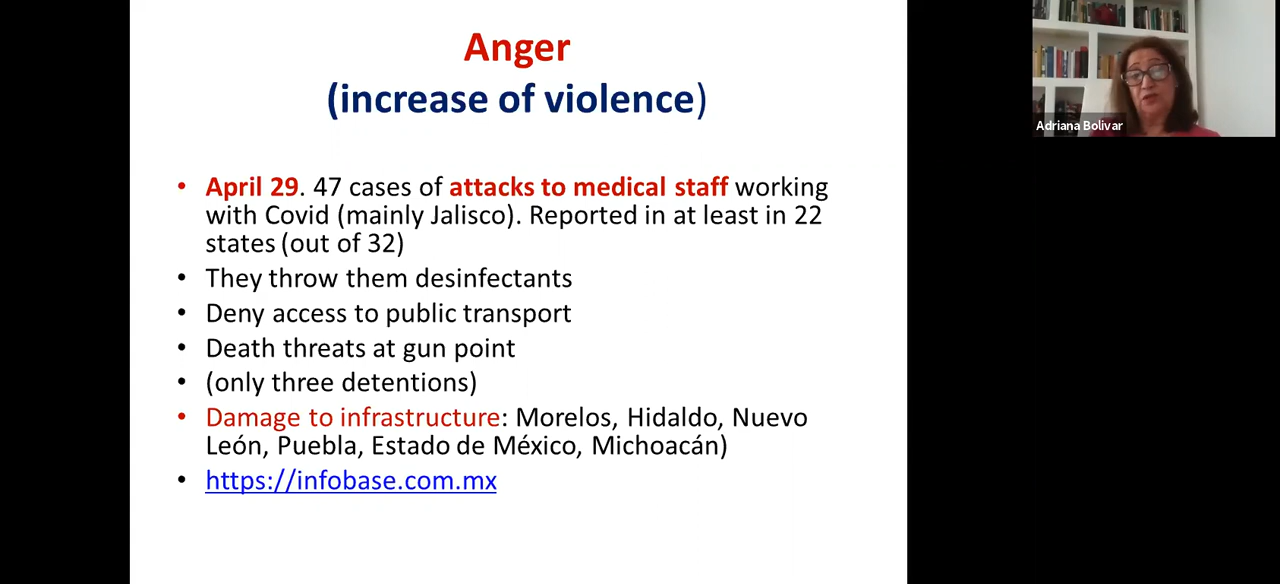 Anger
(increase of violence)
• April 29. 47 cases of attacks to medical staff working
with Covid (mainly Jalisco). Reported in at least in 22
states (out of 32)
• They throw them desinfectants
• Deny access to public transport
• Death threats at gun point
• (only three detentions)
• Damage to infrastructure: Morelos, Hidaldo, Nuevo
León, Puebla, Estado de México, Michoacán)
• https://infobase.com.mx
Adriana Bolivar